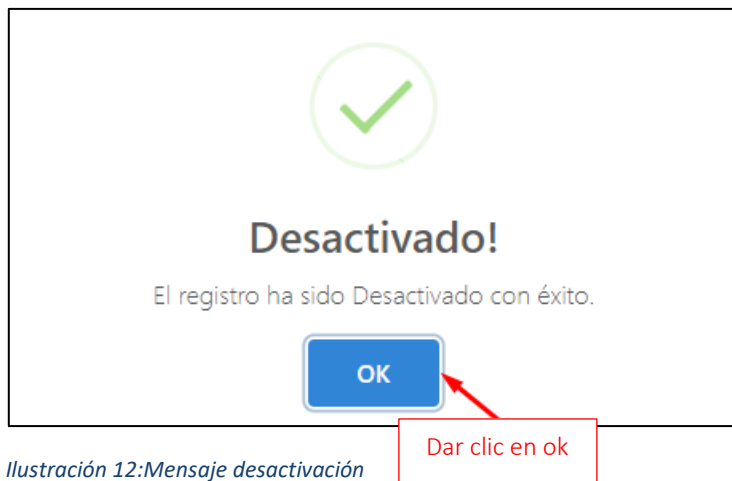 Desactivado!
El registro ha sido Desactivado con éxito.
OK
Dar clic en ok
Ilustración 12:Mensaje desactivación